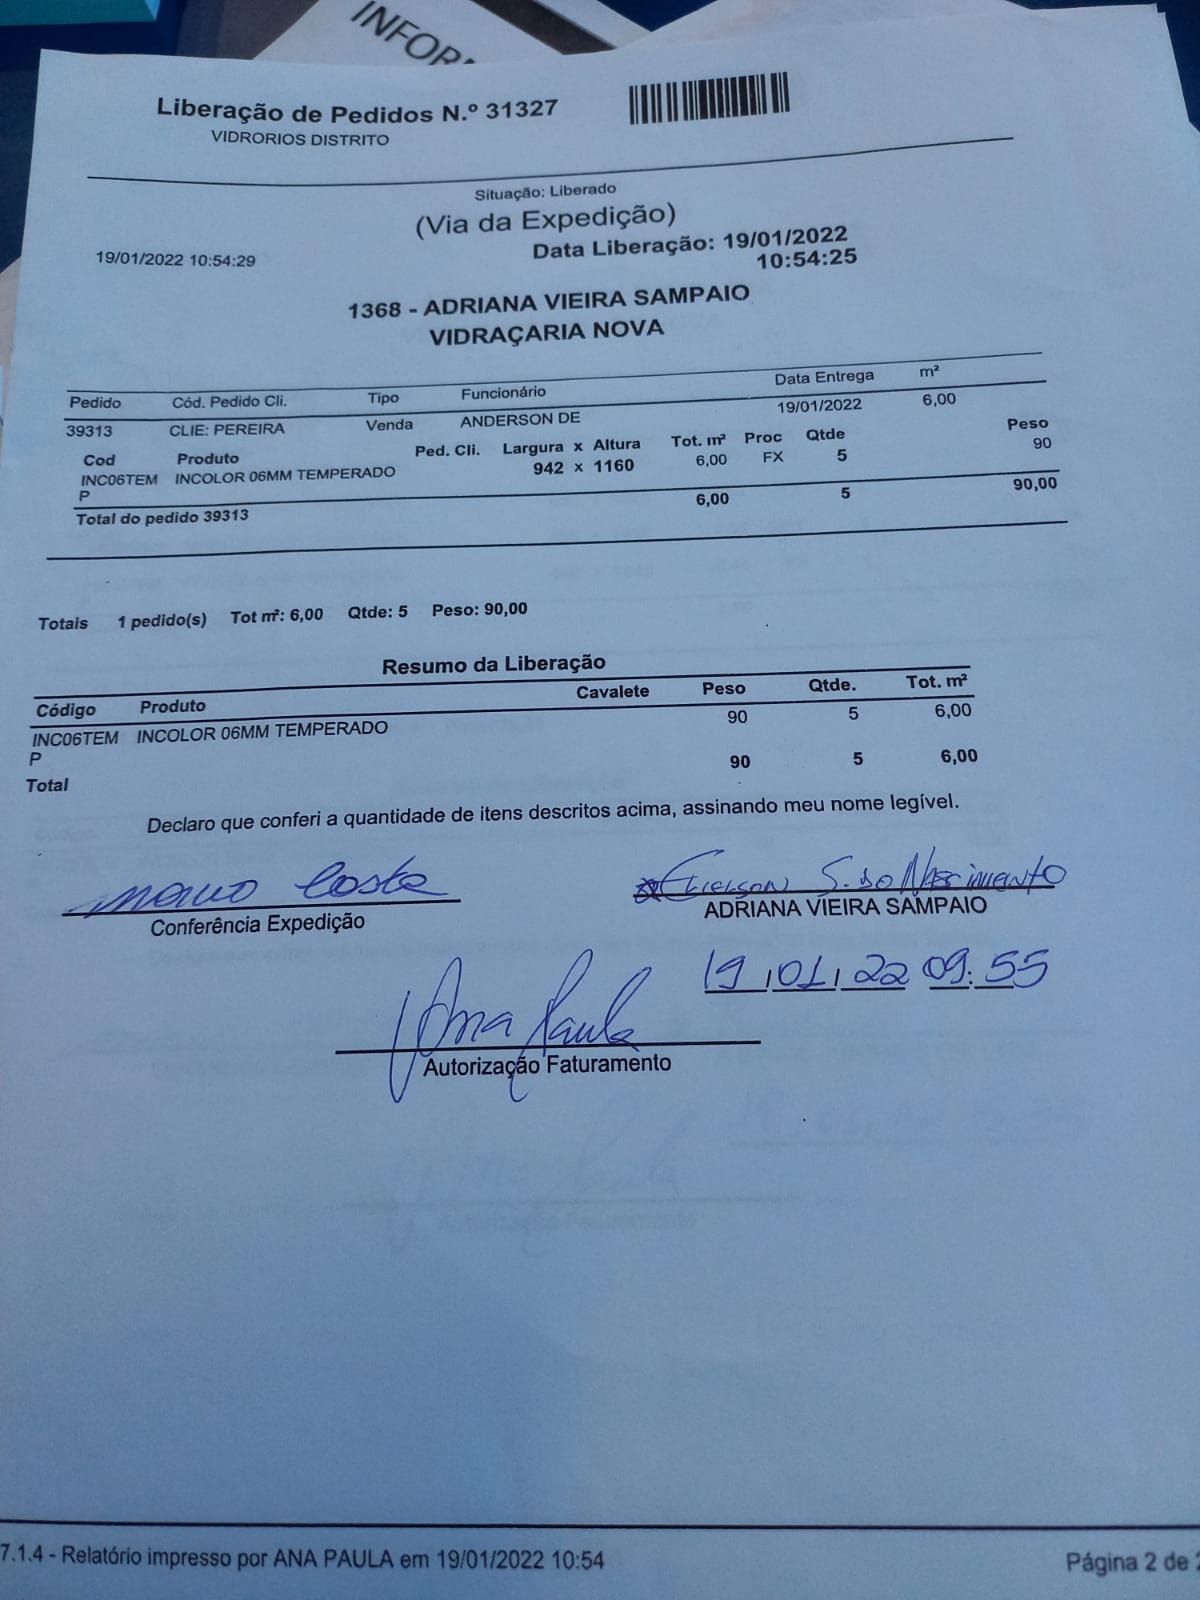 INFOR
Liberação de Pedidos N.º 31327
VIDRORIOS DISTRITO
Situação: Liberado
(Via da Expedição)
19/01/2022 10:54:29
Data Liberação: 19/01/2022
10:54:25
1368 - ADRIANA VIEIRA SAMPAIO
VIDRAÇARIA NOVA
Pedido Cód. Pedido Cli. Tipo Funcionário Data Entrega m²
39313 CLIE: PEREIRA Venda ANDERSON DE 19/01/2022 6,00
Cod Produto Ped. Cli. Largura x Altura Tot. m² Proc Qtde Peso
INC06TEM INCOLOR 06MM TEMPERADO 942 x 1160 6,00 FX 5 90
P
Total do pedido 39313 6,00 5 90,00
Totais 1 pedido(s) Tot m²: 6,00 Qtde: 5 Peso: 90,00
Resumo da Liberação
Código Produto Cavalete Peso Qtde. Tot. m²
INC06TEM INCOLOR 06MM TEMPERADO 90 5 6,00
P
Total 90 5 6,00
Declaro que conferi a quantidade de itens descritos acima, assinando meu nome legível.
Costa S. do Nascimento
Conferência Expedição ADRIANA VIEIRA SAMPAIO
19/01/22 09:55
Ana Paula
Autorização Faturamento
7.1.4 - Relatório impresso por ANA PAULA em 19/01/2022 10:54 Página 2 de 2